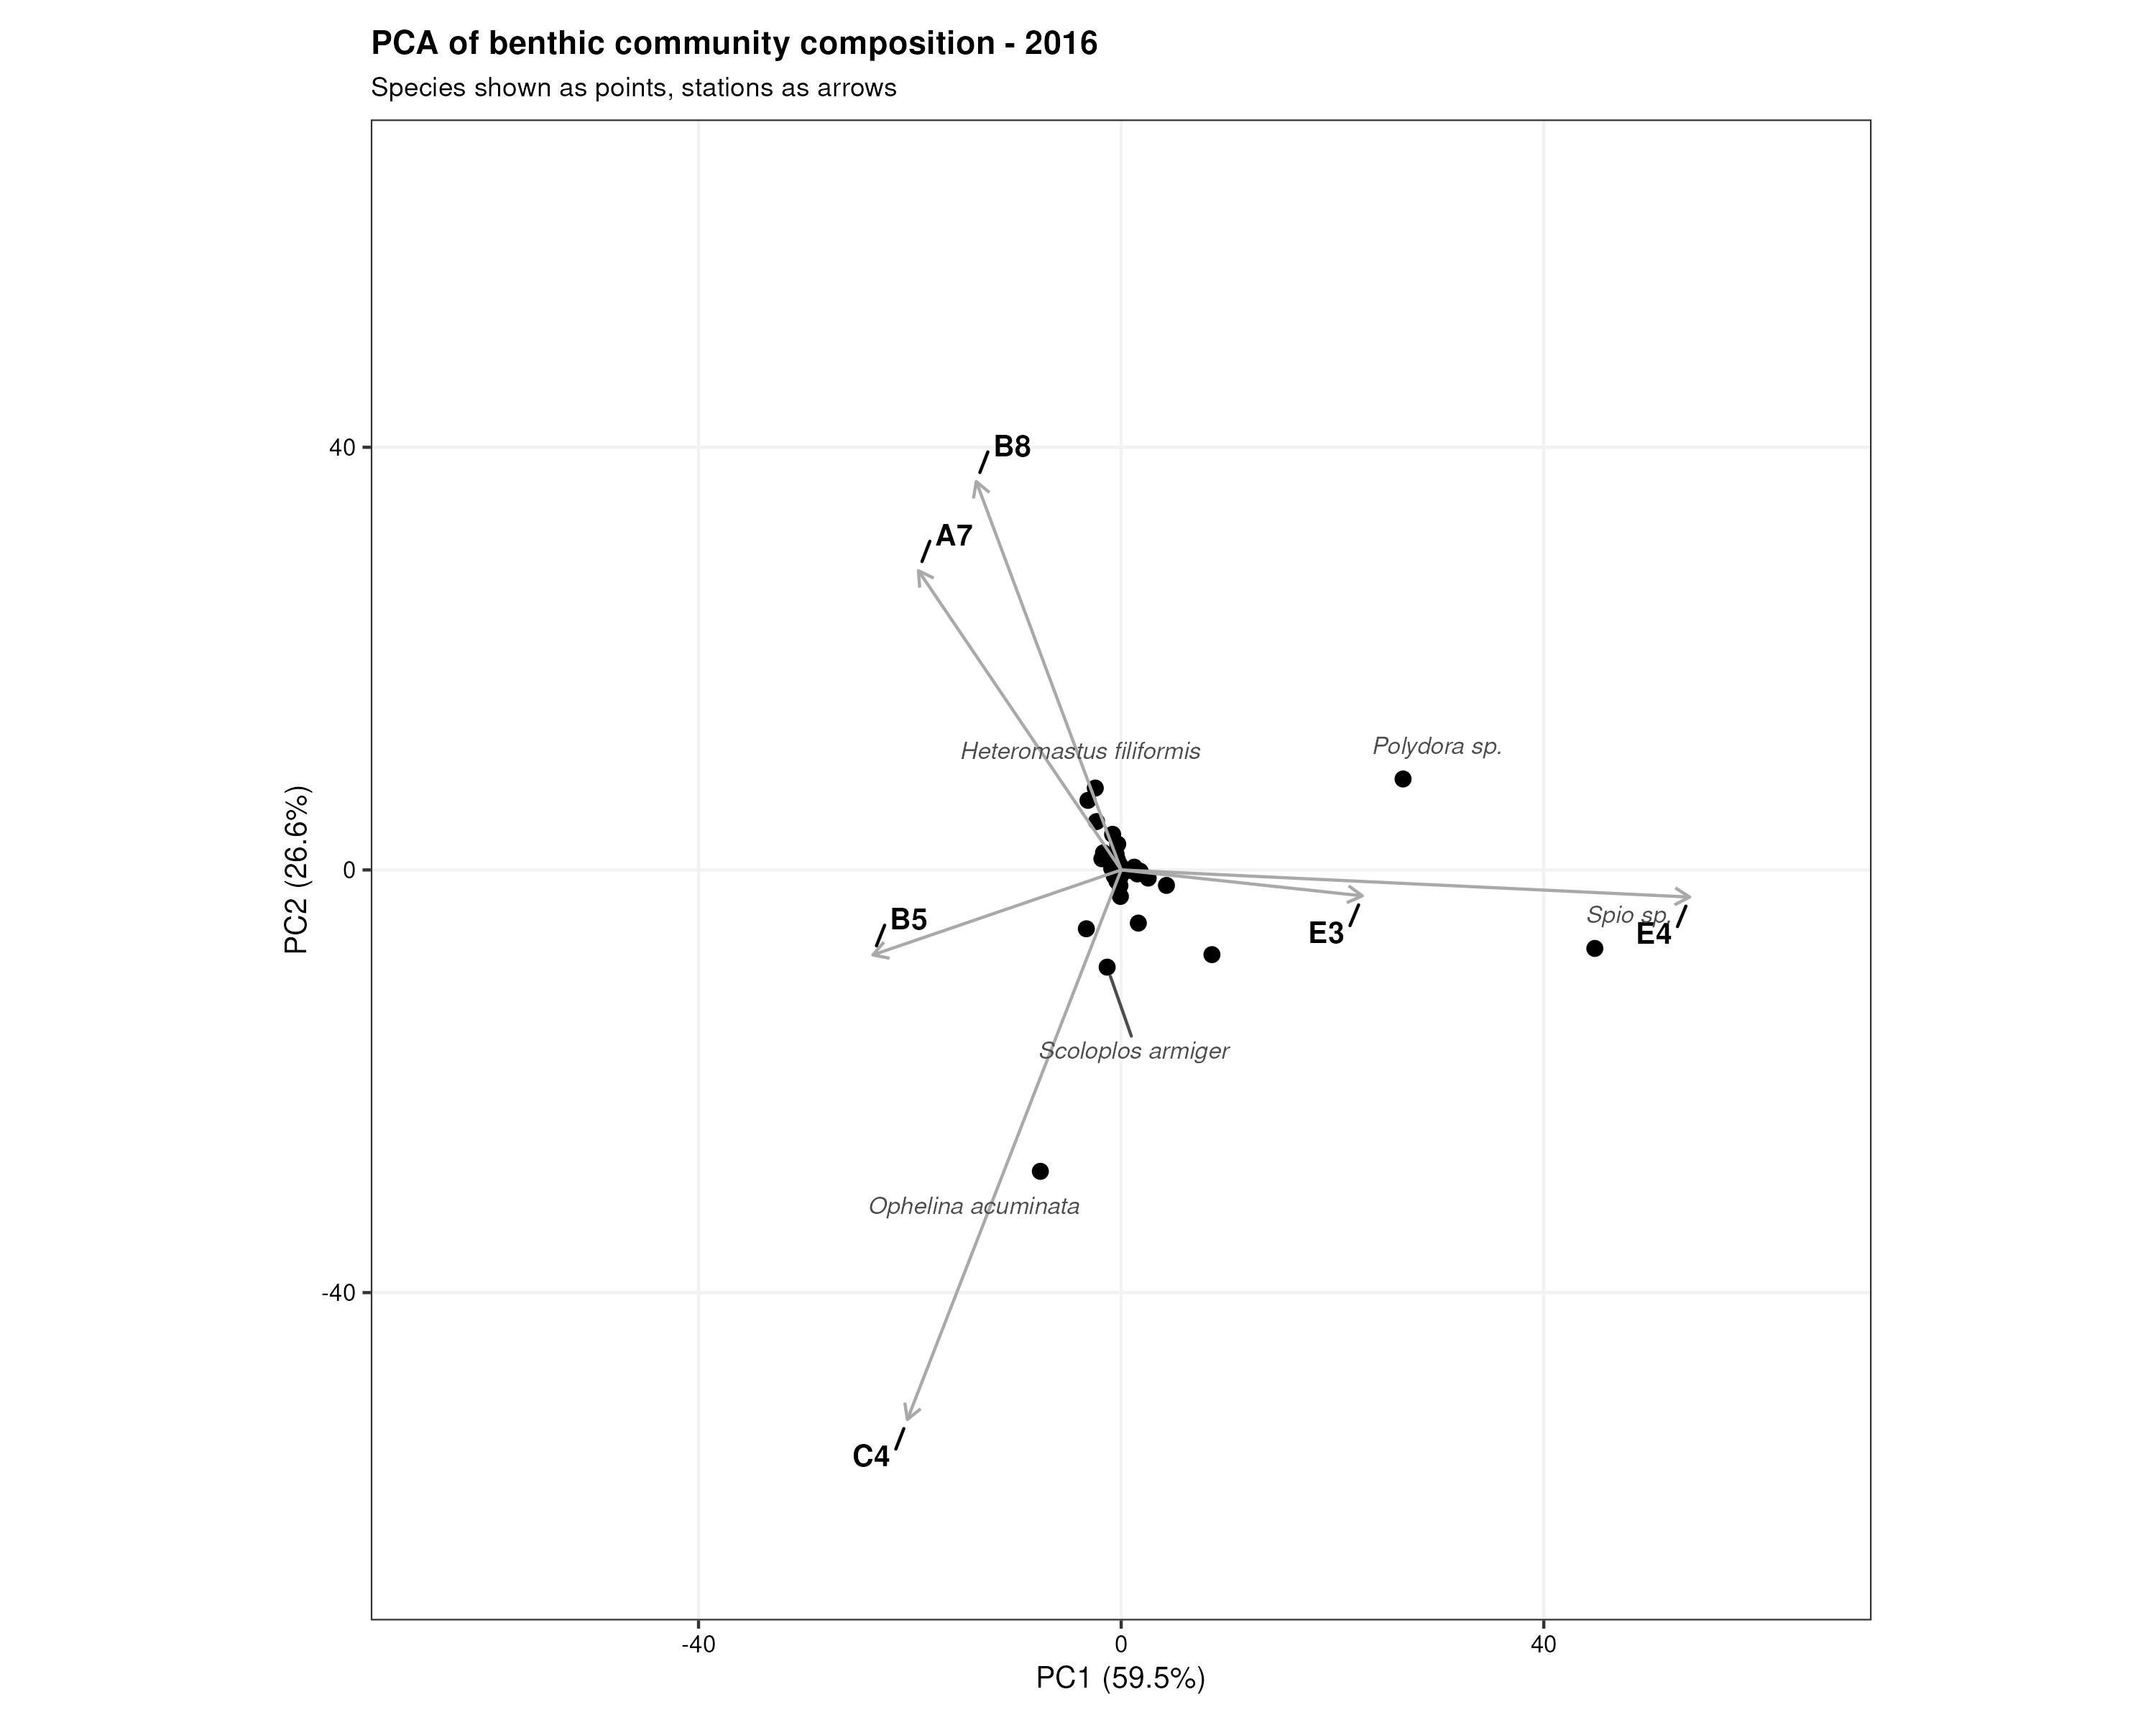 PCA of benthic community composition - 2016
Species shown as points, stations as arrows
B8
40
A7
Heteromastus filiformis
Polydora sp.
0
B5
E3
Spio sp.
E4
Scoloplos armiger
Ophelina acuminata
-40
C4
-40
0
40
PC1 (59.5%)
PC2 (26.6%)